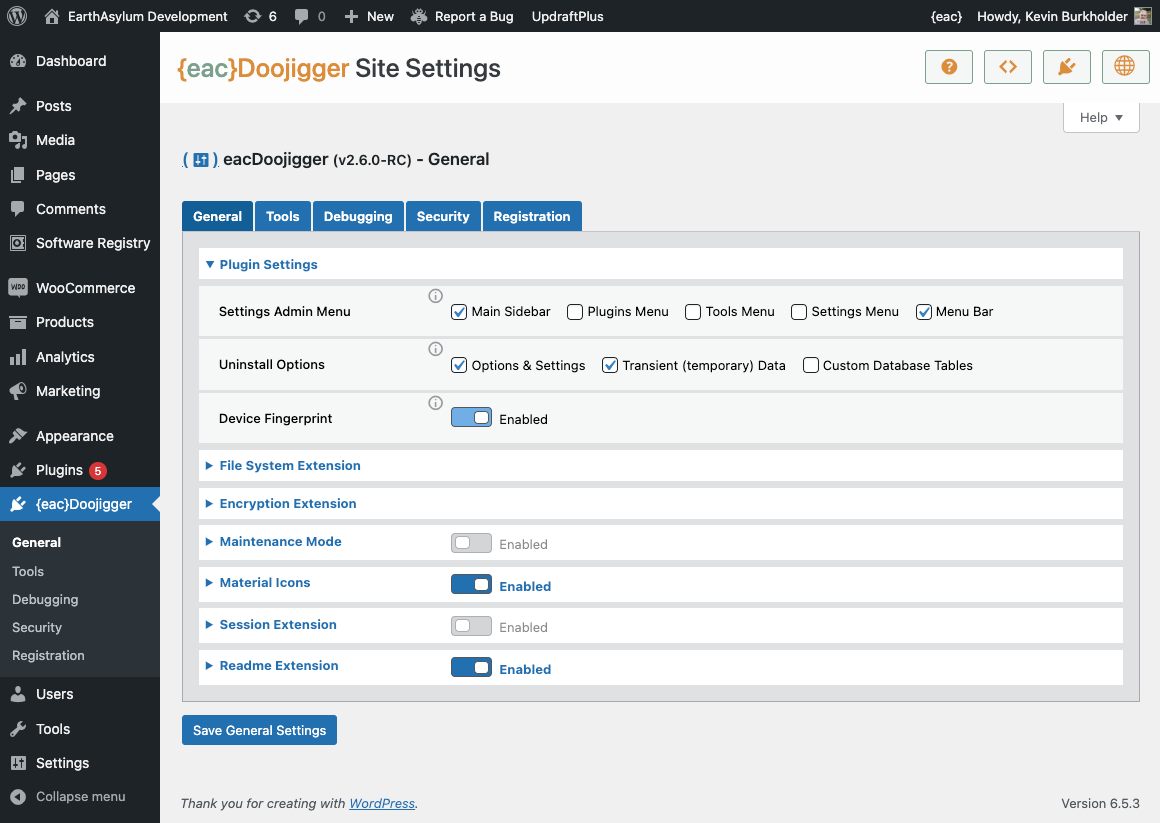 EarthAsylum Development 6 0 New Report a Bug UpdraftPlus {eac} Howdy, Kevin Burkholder
Dashboard
Posts
Media
Pages
Comments
Software Registry
WooCommerce
Products
Analytics
Marketing
Appearance
Plugins 5
{eac}Doojigger
General
Tools
Debugging
Security
Registration
Users
Tools
Settings
Collapse menu
{eac}Doojigger Site Settings
Help ▼
eacDoojigger (v2.6.0-RC) - General
General Tools Debugging Security Registration
Plugin Settings
Settings Admin Menu Main Sidebar Plugins Menu Tools Menu Settings Menu Menu Bar
Uninstall Options Options & Settings Transient (temporary) Data Custom Database Tables
Device Fingerprint Enabled
File System Extension
Encryption Extension
Maintenance Mode Enabled
Material Icons Enabled
Session Extension Enabled
Readme Extension Enabled
Save General Settings
Thank you for creating with WordPress. Version 6.5.3